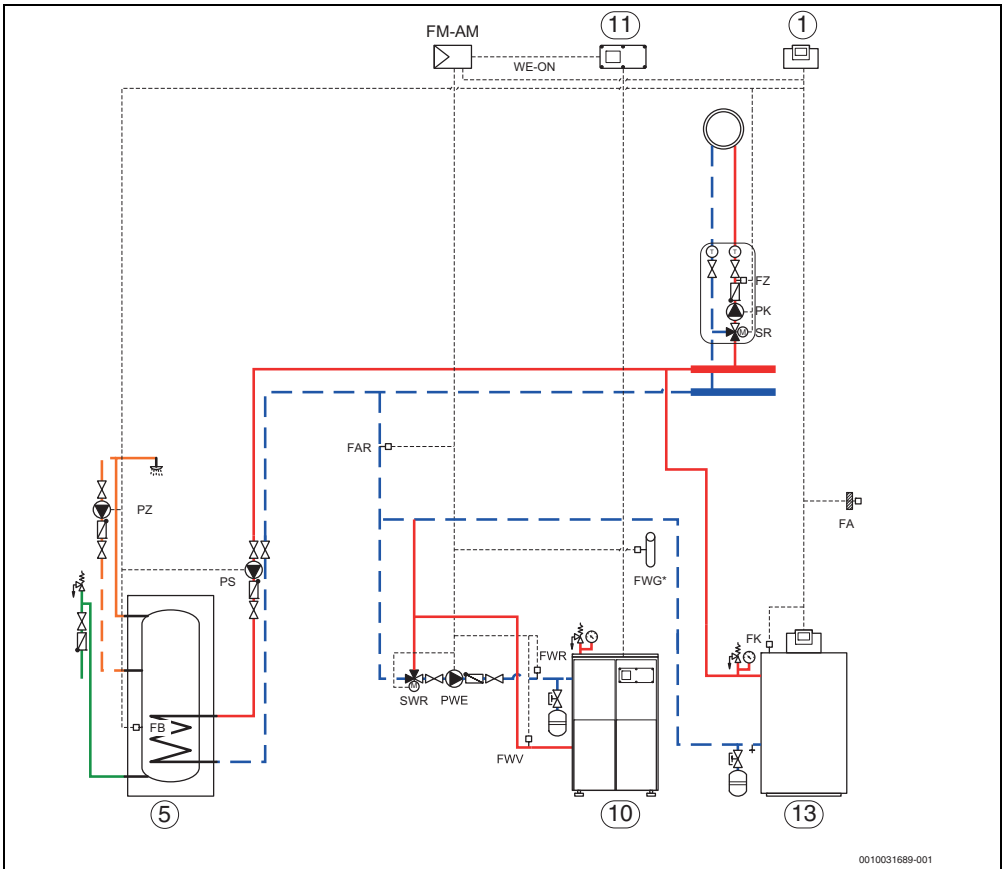 FM-AM
11
1
WE-ON
T
T
FZ
PK
M
SR
FAR
PZ
FA
PS
FWG*
FK
FWR
M
SWR
PWE
FB
FWV
5
10
13
0010031689-001